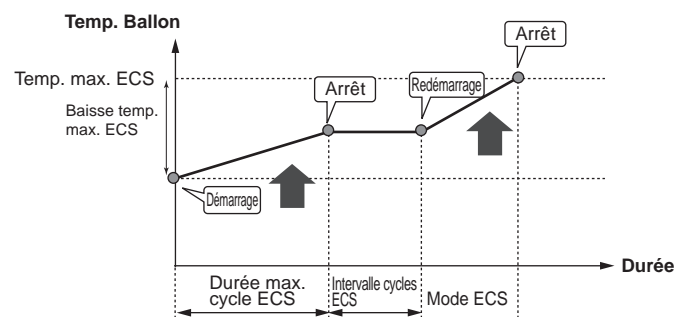 Temp. Ballon
Arrêt
Temp. max. ECS
Arrêt
Redémarrage
Baisse temp.
max. ECS
Démarrage
Durée
Durée max.
cycle ECS
Intervalle cycles
ECS
Mode ECS